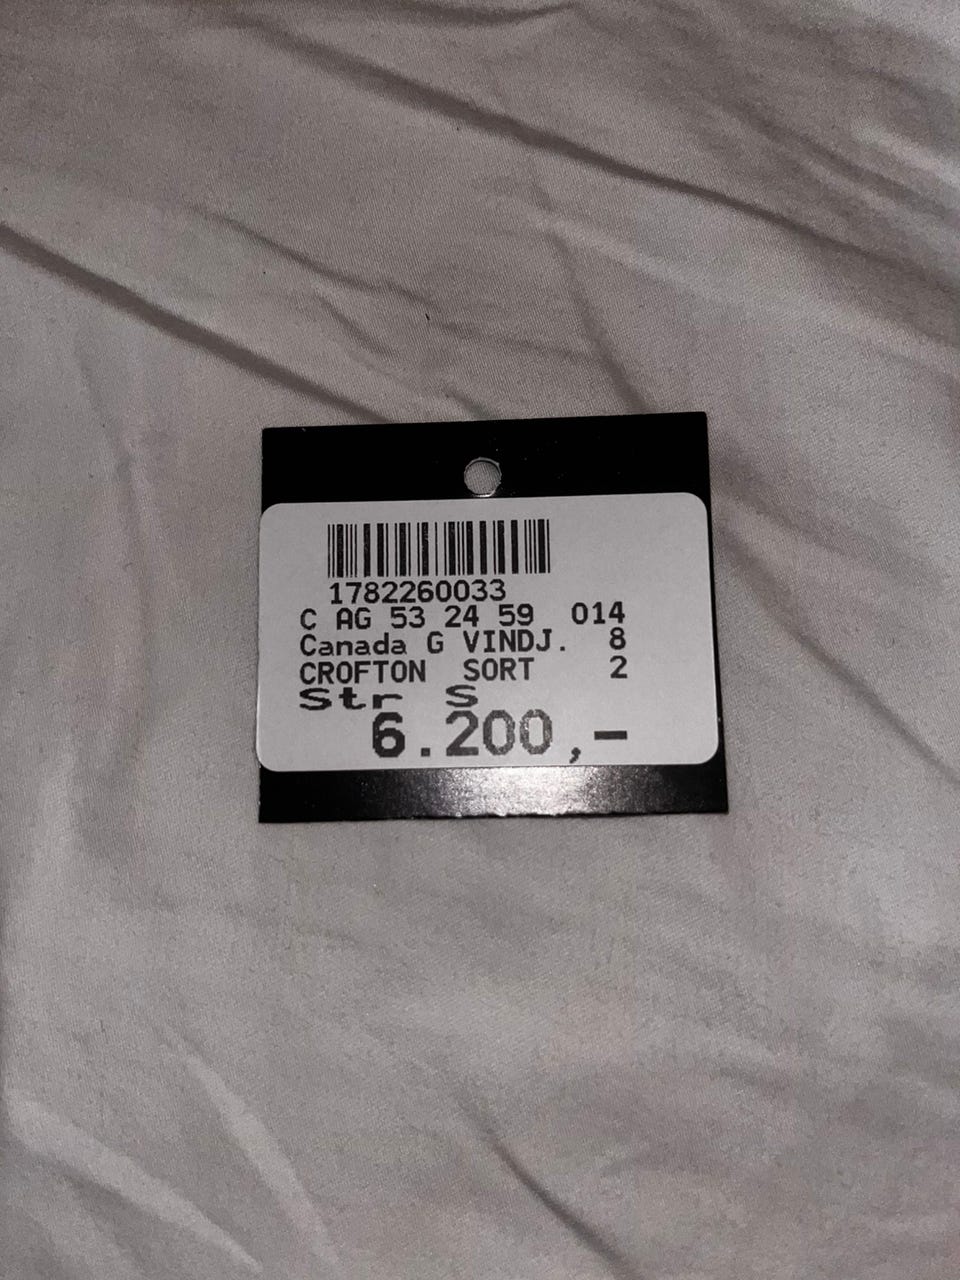 1782260033
C AG 53 24 59 014
Canada G VINDJ. 8
CROFTON SORT 2
Str S
6.200,-